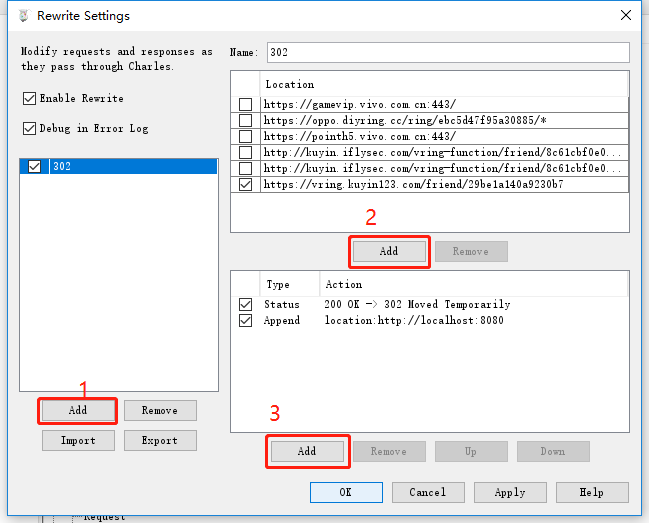 Rewrite Settings
Modify requests and responses as
they pass through Charles.
Enable Rewrite
Debug in Error Log
302
1
Add
Remove
Import
Export
Name: 302
Location
https://gamevip.vivo.com.cn:443/
https://oppo.diyring.cc/ring/ebc5d47f95a30885/*
https://pointh5.vivo.com.cn:443/
http://kuyin.iflysec.com/vring-function/friend/8c61cbf0e0...
http://kuyin.iflysec.com/vring-function/friend/8c61cbf0e0...
https://vring.kuyin123.com/friend/29be1a140a9230b7
2
Add
Remove
Type Action
Status 200 OK -> 302 Moved Temporarily
Append location:http://localhost:8080
3
Add
Remove
Up
Down
OK
Cancel
Apply
Help
Request